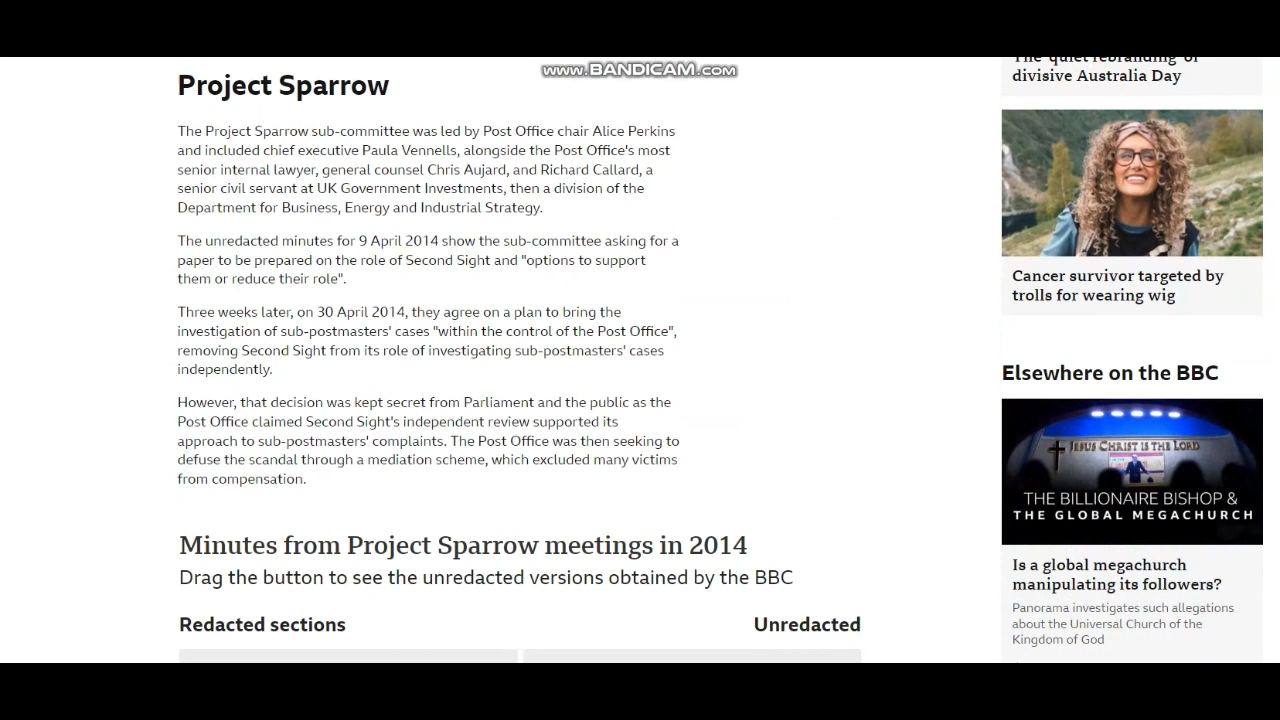 www.BANDICAM.com
Project Sparrow
The Project Sparrow sub-committee was led by Post Office chair Alice Perkins
and included chief executive Paula Vennells, alongside the Post Office's most
senior internal lawyer, general counsel Chris Aujard, and Richard Callard, a
senior civil servant at UK Government Investments, then a division of the
Department for Business, Energy and Industrial Strategy.
The unredacted minutes for 9 April 2014 show the sub-committee asking for a
paper to be prepared on the role of Second Sight and "options to support
them or reduce their role".
Three weeks later, on 30 April 2014, they agree on a plan to bring the
investigation of sub-postmasters' cases "within the control of the Post Office",
removing Second Sight from its role of investigating sub-postmasters' cases
independently.
However, that decision was kept secret from Parliament and the public as the
Post Office claimed Second Sight's independent review supported its
approach to sub-postmasters' complaints. The Post Office was then seeking to
defuse the scandal through a mediation scheme, which excluded many victims
from compensation.
Minutes from Project Sparrow meetings in 2014
Drag the button to see the unredacted versions obtained by the BBC
Redacted sections
Unredacted
The 'quiet rebranding' of
divisive Australia Day
Cancer survivor targeted by
trolls for wearing wig
Elsewhere on the BBC
JESUS CHRIST IS THE LORD
THE BILLIONAIRE BISHOP &
THE GLOBAL MEGACHURCH
Is a global megachurch
manipulating its followers?
Panorama investigates such allegations
about the Universal Church of the
Kingdom of God